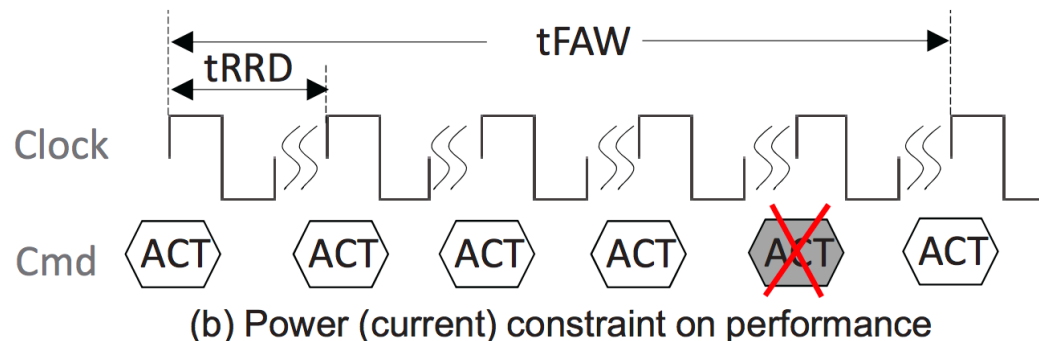 tFAW
tRRD
Clock
Cmd ACT ACT ACT ACT ACT ACT
(b) Power (current) constraint on performance